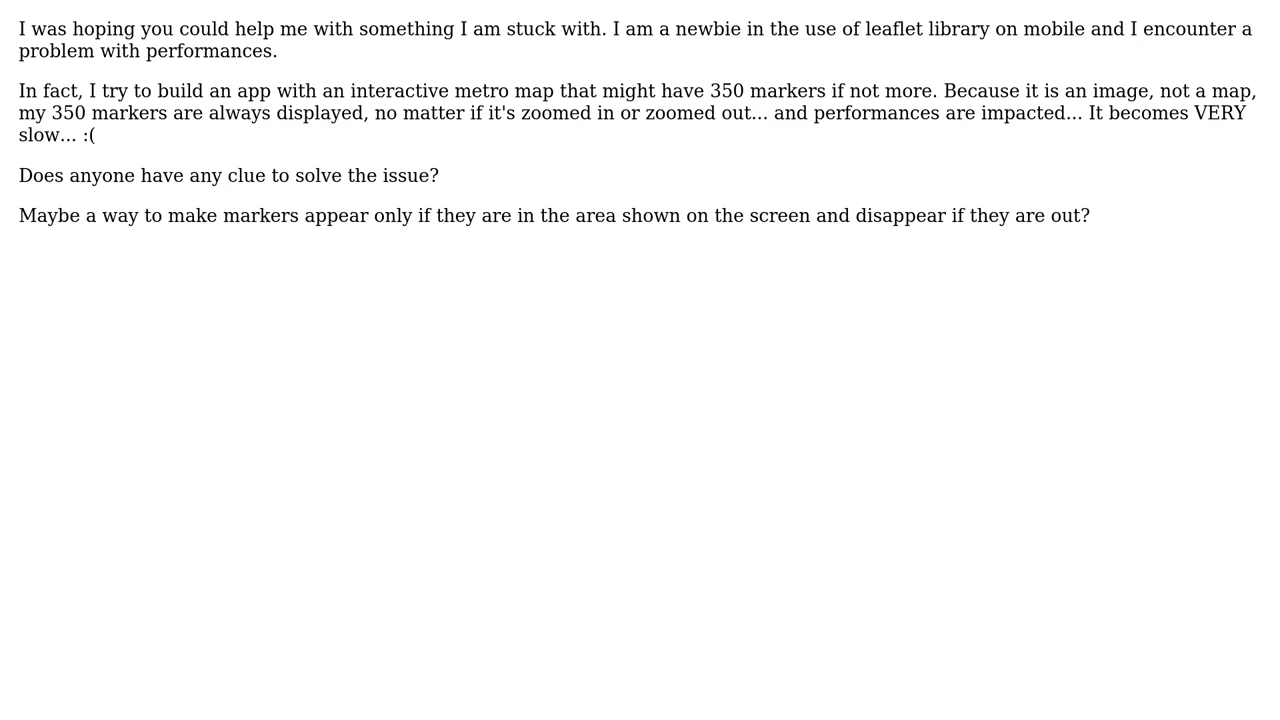 I was hoping you could help me with something I am stuck with. I am a newbie in the use of leaflet library on mobile and I encounter a
problem with performances.
In fact, I try to build an app with an interactive metro map that might have 350 markers if not more. Because it is an image, not a map,
my 350 markers are always displayed, no matter if it's zoomed in or zoomed out... and performances are impacted... It becomes VERY
slow... :(
Does anyone have any clue to solve the issue?
Maybe a way to make markers appear only if they are in the area shown on the screen and disappear if they are out?